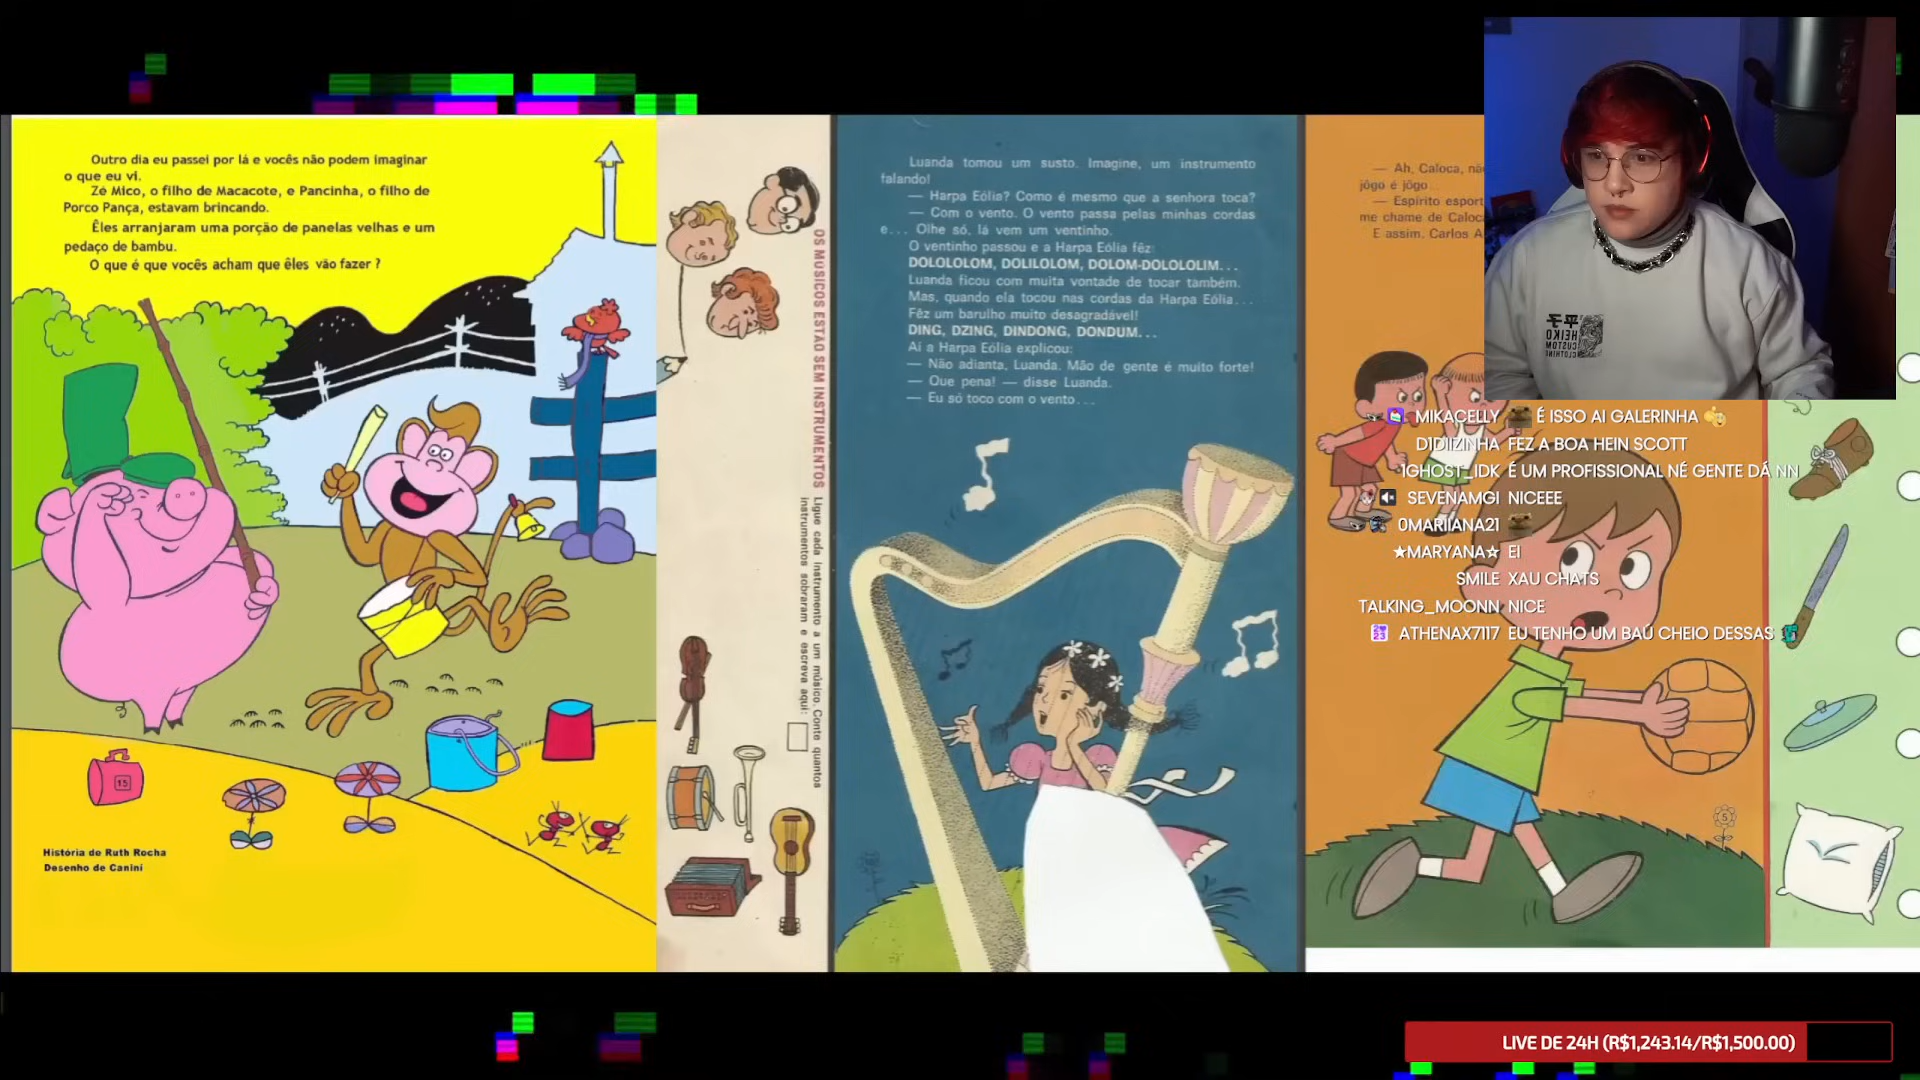 Outro dia eu passei por lá e vocês não podem imaginar
o que eu vi.
Zé Mico, o filho de Macacote, e Pancinha, o filho de
Porco Pança, estavam brincando.
Êles arranjaram uma porção de panelas velhas e um
pedaço de bambu.
O que é que vocês acham que êles vão fazer ?
15
História de Ruth Rocha
Desenho de Canini
OS MÚSICOS ESTÃO SEM INSTRUMENTOS
Ligue cada instrumento a um músico. Conte quantos
instrumentos sobraram e escreva aqui:
Luanda tomou um susto. Imagine, um instrumento
falando!
— Harpa Eólia? Como é mesmo que a senhora toca?
— Com o vento. O vento passa pelas minhas cordas
e... Olhe só, lá vem um ventinho.
O ventinho passou e a Harpa Eólia fêz:
DOLOLOLOM, DOLILOLOM, DOLOM-DOLOLOLIM...
Luanda ficou com muita vontade de tocar também.
Mas, quando ela tocou nas cordas da Harpa Eólia...
Fêz um barulho muito desagradável!
DING, DZING, DINDONG, DONDUM...
Aí a Harpa Eólia explicou:
— Não adianta, Luanda. Mão de gente é muito forte!
— Que pena! — disse Luanda.
— Eu só toco com o vento...
— Ah, Caloca,
jôgo é jôgo
— Espírito
me chame de
E assim, Carlos
5
HEIKO
CUSTOM
CLOTHING
MIKACELLY É ISSO AI GALERINHA
D1D1IZINHA FEZ A BOA HEIN SCOTT
1GHOST_IDK É UM PROFISSIONAL NÉ GENTE DÁ NN
SEVENAMGI NICEEE
0MARIIANA21
★MARYANA☆ EI
SMILE XAU CHATS
TALKING_MOONN NICE
ATHENAX7117 EU TENHO UM BAÚ CHEIO DESSAS
LIVE DE 24H (R$1,243.14/R$1,500.00)